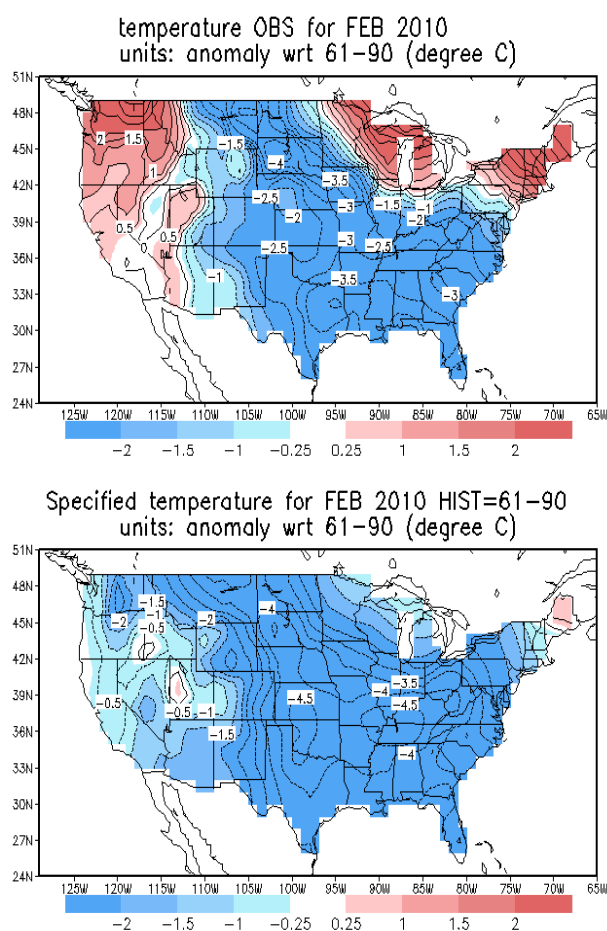 temperature OBS for FEB 2010
units: anomaly wrt 61-90 (degree C)
51N
48N
45N
42N
39N
36N
33N
30N
27N
24N
2
1.5
1
0.5
0
0.5
-1.5
-4
-3.5
-2.5
-2
-3
-1.5
-1
-2
-2.5
-3
-2.5
-1
-3.5
-3
125W 120W 115W 110W 105W 100W 95W 90W 85W 80W 75W 70W 65W
-2 -1.5 -1 -0.25 0.25 1 1.5 2
Specified temperature for FEB 2010 HIST=61-90
units: anomaly wrt 61-90 (degree C)
51N
48N
45N
42N
39N
36N
33N
30N
27N
24N
-1.5
-1
-2
-0.5
-2
-4
-0.5
-0.5
-1
-1.5
-4.5
-3.5
-4
-4.5
-4
125W 120W 115W 110W 105W 100W 95W 90W 85W 80W 75W 70W 65W
-2 -1.5 -1 -0.25 0.25 1 1.5 2